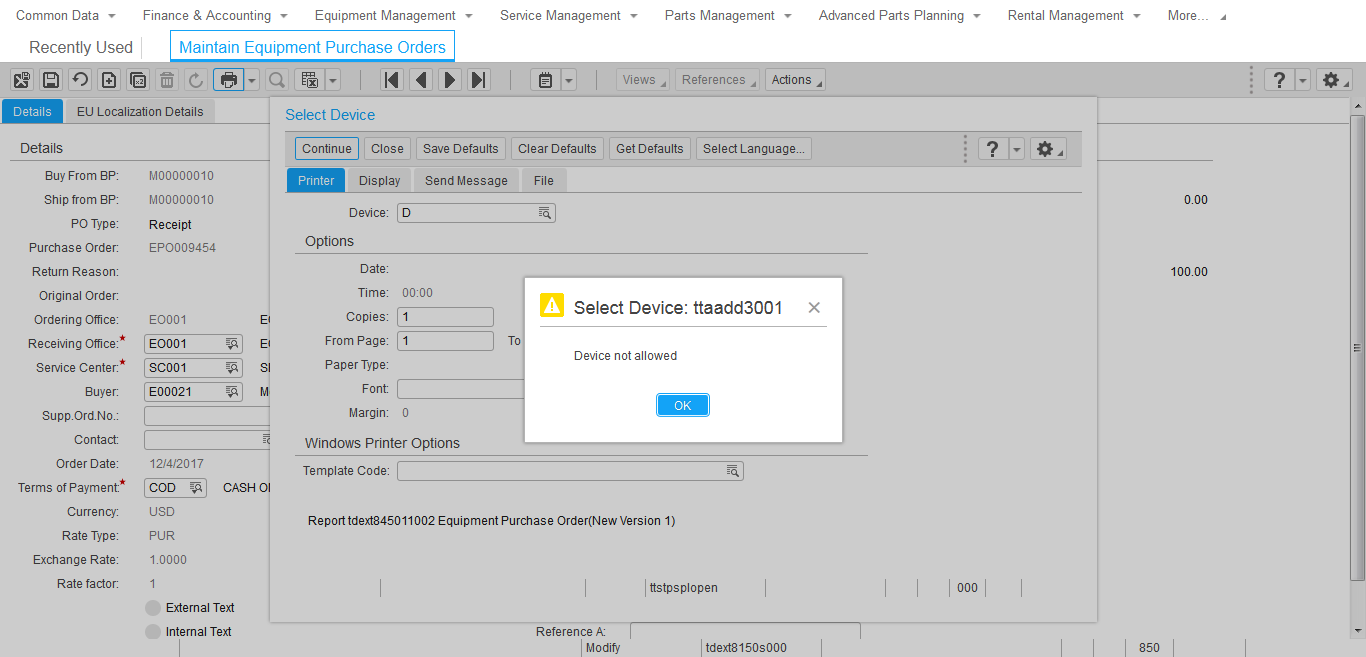 Common Data Finance & Accounting Equipment Management Service Management Parts Management Advanced Parts Planning Rental Management More...
Recently Used Maintain Equipment Purchase Orders
Views References Actions ?
Details EU Localization Details
Select Device
Continue Close Save Defaults Clear Defaults Get Defaults Select Language... ?
Printer Display Send Message File
Details
Buy From BP: M00000010
Ship from BP: M00000010 0.00
PO Type: Receipt
Purchase Order: EPO009454
Return Reason: 100.00
Original Order:
Ordering Office: EO001
Receiving Office:* EO001
Service Center:* SC001
Buyer: E00021
Supp.Ord.No.:
Contact:
Order Date: 12/4/2017
Terms of Payment:* COD CASH
Currency: USD
Rate Type: PUR
Exchange Rate: 1.0000
Rate factor: 1
External Text
Internal Text
Device: D
Options
Date:
Time: 00:00
Copies: 1
From Page: 1 To
Paper Type:
Font:
Margin: 0
Windows Printer Options
Template Code:
Report tdext845011002 Equipment Purchase Order(New Version 1)
ttstpsplopen 000
Select Device: ttaadd3001
Device not allowed
OK
Reference A:
Modify tdext8150s000 850